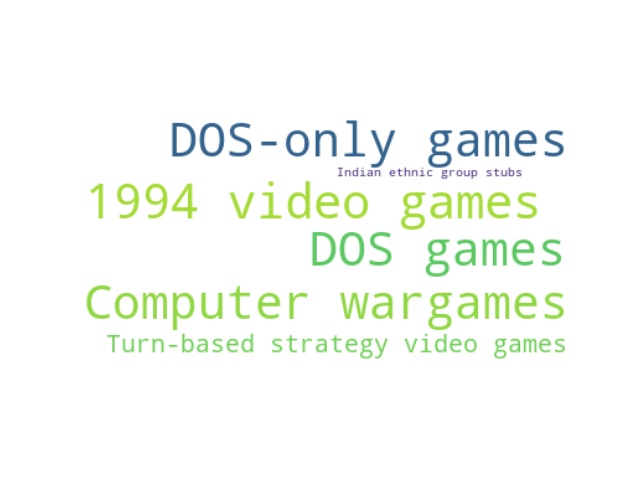 DOS-only games
Indian ethnic group stubs
1994 video games
DOS games
Computer wargames
Turn-based strategy video games